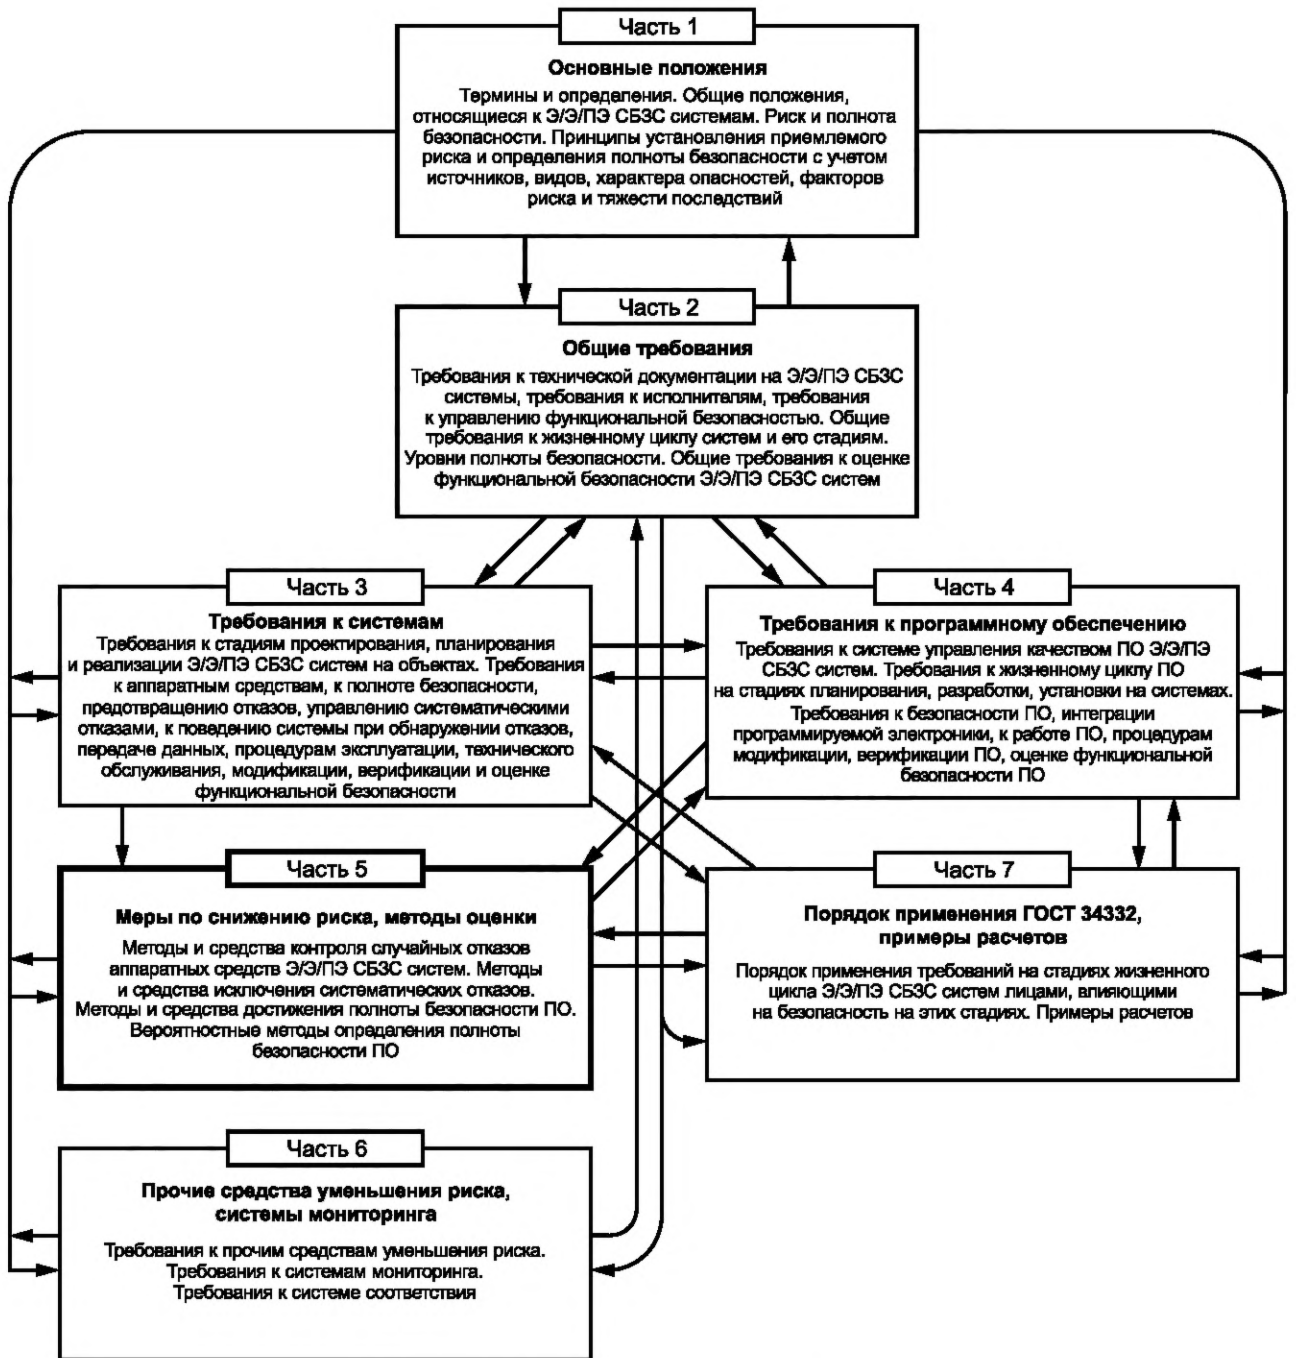 Часть 1
Основные положения
Термины и определения. Общие положения,
относящиеся к Э/Э/ПЭ СБЗС системам. Риск и полнота
безопасности. Принципы установления приемлемого
риска и определения полноты безопасности с учетом
источников, видов, характера опасностей, факторов
риска и тяжести последствий
Часть 2
Общие требования
Требования к технической документации на Э/Э/ПЭ СБЗС
системы, требования к исполнителям, требования
к управлению функциональной безопасностью. Общие
требования к жизненному циклу систем и его стадиям.
Уровни полноты безопасности. Общие требования к оценке
функциональной безопасности Э/Э/ПЭ СБЗС систем
Часть 3
Требования к системам
Требования к стадиям проектирования, планирования
и реализации Э/Э/ПЭ СБЗС систем на объектах. Требования
к аппаратным средствам, к полноте безопасности,
предотвращению отказов, управлению систематическими
отказами, к поведению системы при обнаружении отказов,
передаче данных, процедурам эксплуатации, технического
обслуживания, модификации, верификации и оценке
функциональной безопасности
Часть 4
Требования к программному обеспечению
Требования к системе управления качеством ПО Э/Э/ПЭ
СБЗС систем. Требования к жизненному циклу ПО
на стадиях планирования, разработки, установки на системах.
Требования к безопасности ПО, интеграции
программируемой электроники, к работе ПО, процедурам
модификации, верификации ПО, оценке функциональной
безопасности ПО
Часть 5
Меры по снижению риска, методы оценки
Методы и средства контроля случайных отказов
аппаратных средств Э/Э/ПЭ СБЗС систем. Методы
и средства исключения систематических отказов.
Методы и средства достижения полноты безопасности ПО.
Вероятностные методы определения полноты
безопасности ПО
Часть 7
Порядок применения ГОСТ 34332,
примеры расчетов
Порядок применения требований на стадиях жизненного
цикла Э/Э/ПЭ СБЗС систем лицами, влияющими
на безопасность на этих стадиях. Примеры расчетов
Часть 6
Прочие средства уменьшения риска,
системы мониторинга
Требования к прочим средствам уменьшения риска.
Требования к системам мониторинга.
Требования к системе соответствия